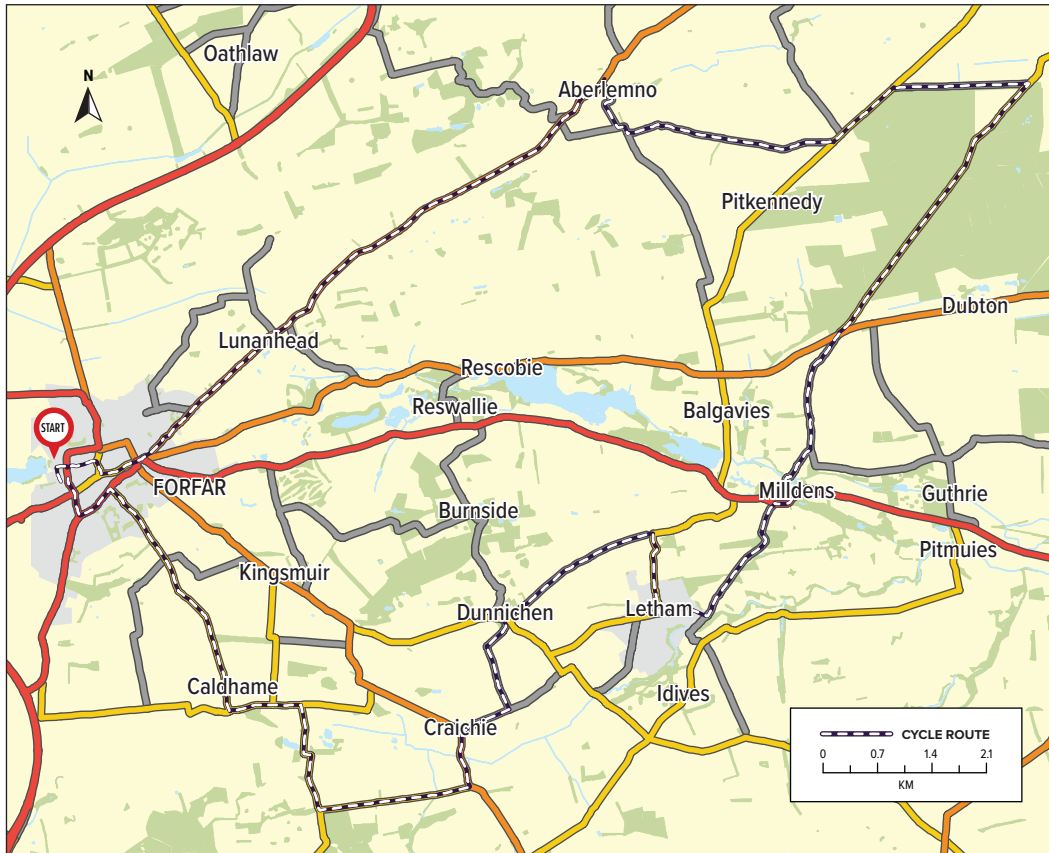 Oathlaw
N
Aberlemno
Pitkennedy
Dubton
Lunanhead
Rescobie
Reswallie
Balgavies
START
FORFAR
Milldens
Guthrie
Burnside
Pitmuies
Kingsmuir
Dunnichen
Letham
Caldhame
Idives
Craichie
CYCLE ROUTE
0 0.7 1.4 2.1
KM